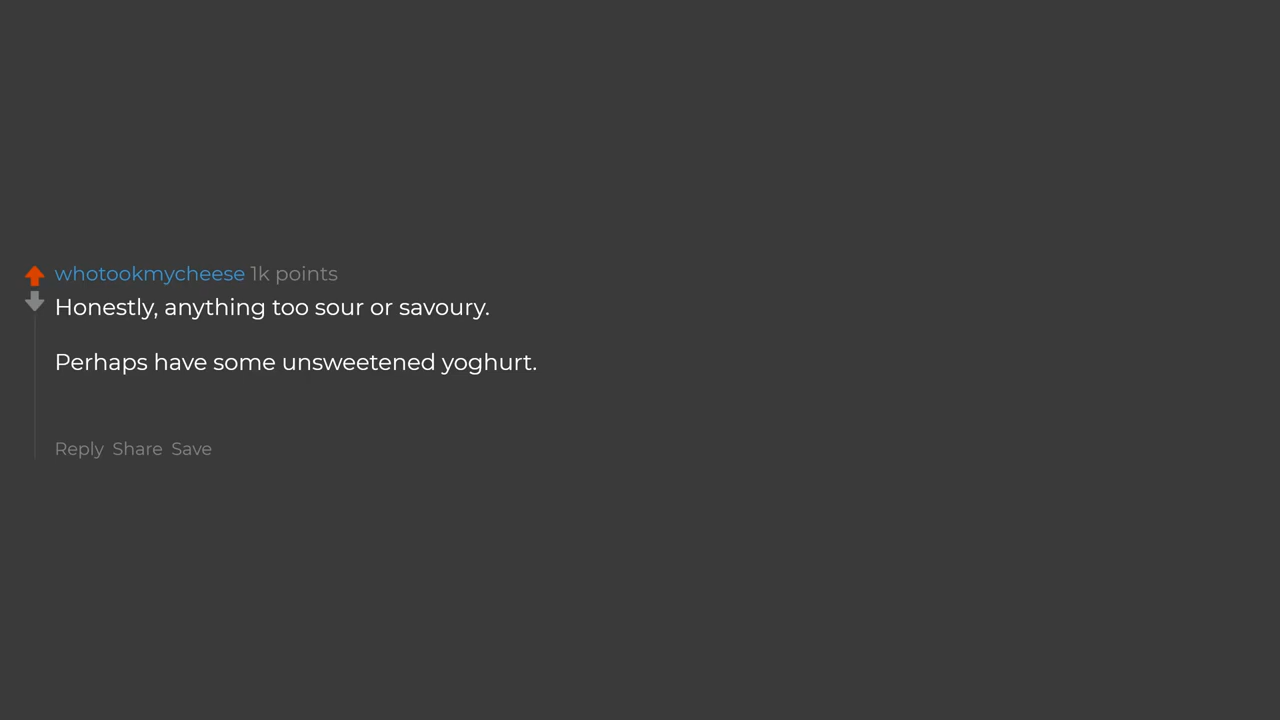 whotookmycheese 1k points
Honestly, anything too sour or savoury.
Perhaps have some unsweetened yoghurt.
Reply Share Save